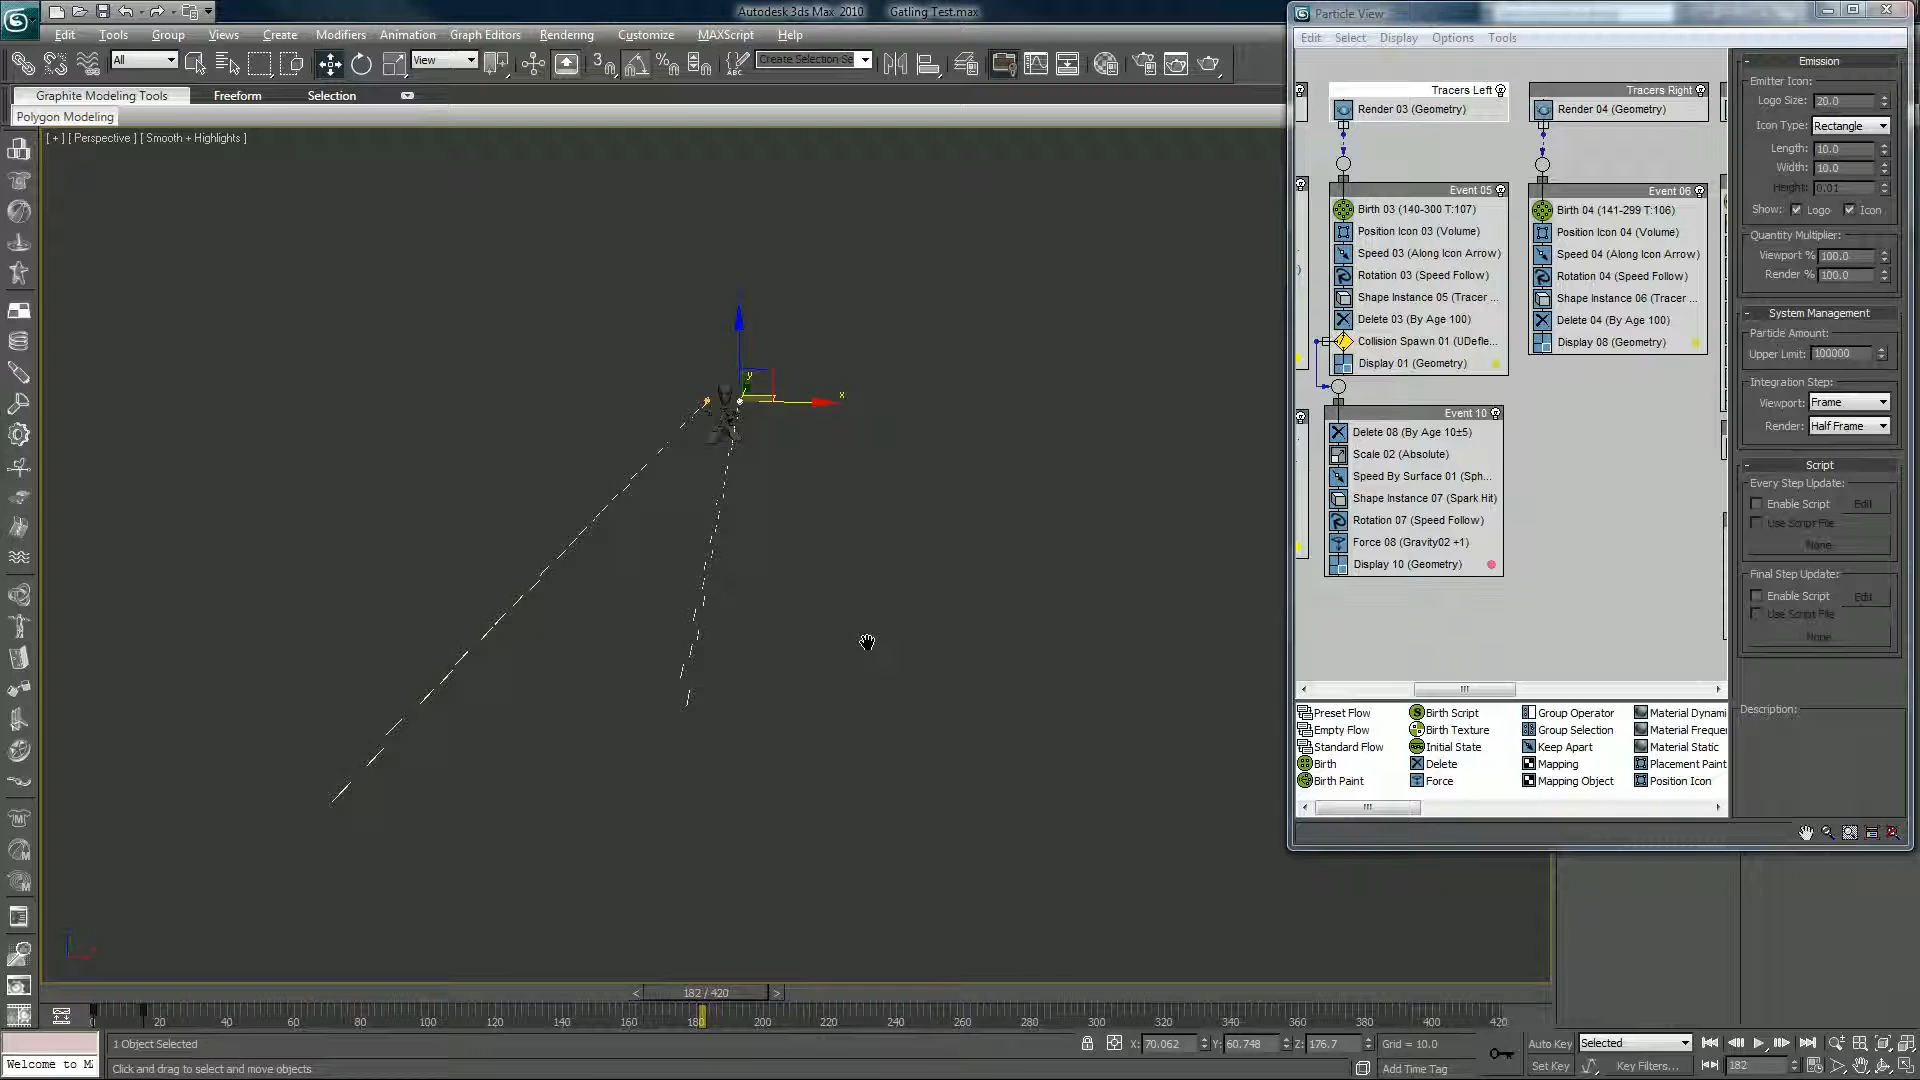 Autodesk 3ds Max 2010 Gatling Test.max
Edit Tools Group Views Create Modifiers Animation Graph Editors Rendering Customize MAXScript Help
All
View
Create Selection Se
Graphite Modeling Tools Freeform Selection
Polygon Modeling
[ + ] [ Perspective ] [ Smooth + Highlights ]
y
x
Particle View
Edit Select Display Options Tools
Tracers Left
Render 03 (Geometry)
Event 05
Birth 03 (140-300 T:107)
Position Icon 03 (Volume)
Speed 03 (Along Icon Arrow)
Rotation 03 (Speed Follow)
Shape Instance 05 (Tracer ...
Delete 03 (By Age 100)
Collision Spawn 01 (UDefle...
Display 01 (Geometry)
Event 10
Delete 08 (By Age 10±5)
Scale 02 (Absolute)
Speed By Surface 01 (Sph...
Shape Instance 07 (Spark Hit)
Rotation 07 (Speed Follow)
Force 08 (Gravity02 +1)
Display 10 (Geometry)
Tracers Right
Render 04 (Geometry)
Event 06
Birth 04 (141-299 T:106)
Position Icon 04 (Volume)
Speed 04 (Along Icon Arrow)
Rotation 04 (Speed Follow)
Shape Instance 06 (Tracer ...
Delete 04 (By Age 100)
Display 08 (Geometry)
Emission
Emitter Icon:
Logo Size: 20.0
Icon Type: Rectangle
Length: 10.0
Width: 10.0
Height: 0.01
Show: Logo Icon
Quantity Multiplier:
Viewport % 100.0
Render % 100.0
System Management
Particle Amount:
Upper Limit: 100000
Integration Step:
Viewport: Frame
Render: Half Frame
Script
Every Step Update:
Enable Script Edit
Use Script File
None
Final Step Update:
Enable Script Edit
Use Script File
None
Description:
Preset Flow Birth Script Group Operator Material Dynami
Empty Flow Birth Texture Group Selection Material Freque
Standard Flow Initial State Keep Apart Material Static
Birth Delete Mapping Placement Paint
Birth Paint Force Mapping Object Position Icon
182 / 420
0 20 40 60 80 100 120 140 160 180 200 220 240 260 280 300 320 340 360 380 400 420
1 Object Selected
X: 70.062 Y: 60.748 Z: 176.7 Grid = 10.0
Auto Key Selected
Welcome to M
Click and drag to select and move objects
Add Time Tag
Set Key Key Filters... 182